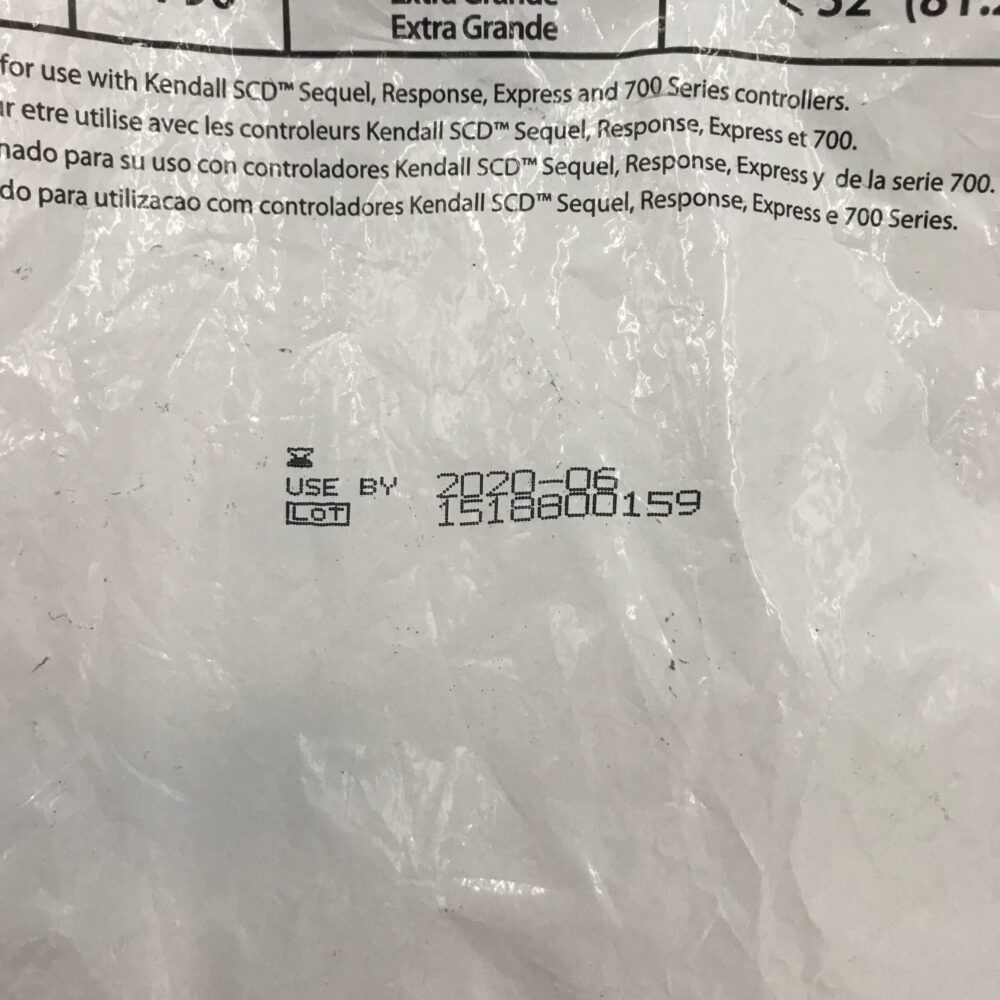 Extra Grande
for use with Kendall SCD™ Sequel, Response, Express and 700 Series controllers.
ur etre utilise avec les controleurs Kendall SCD™ Sequel, Response, Express et 700.
nado para su uso con controladores Kendall SCD™ Sequel, Response, Express y de la serie 700.
do para utilizacao com controladores Kendall SCD™ Sequel, Response, Express e 700 Series.
USE BY 2020-06
LOT 1518800159